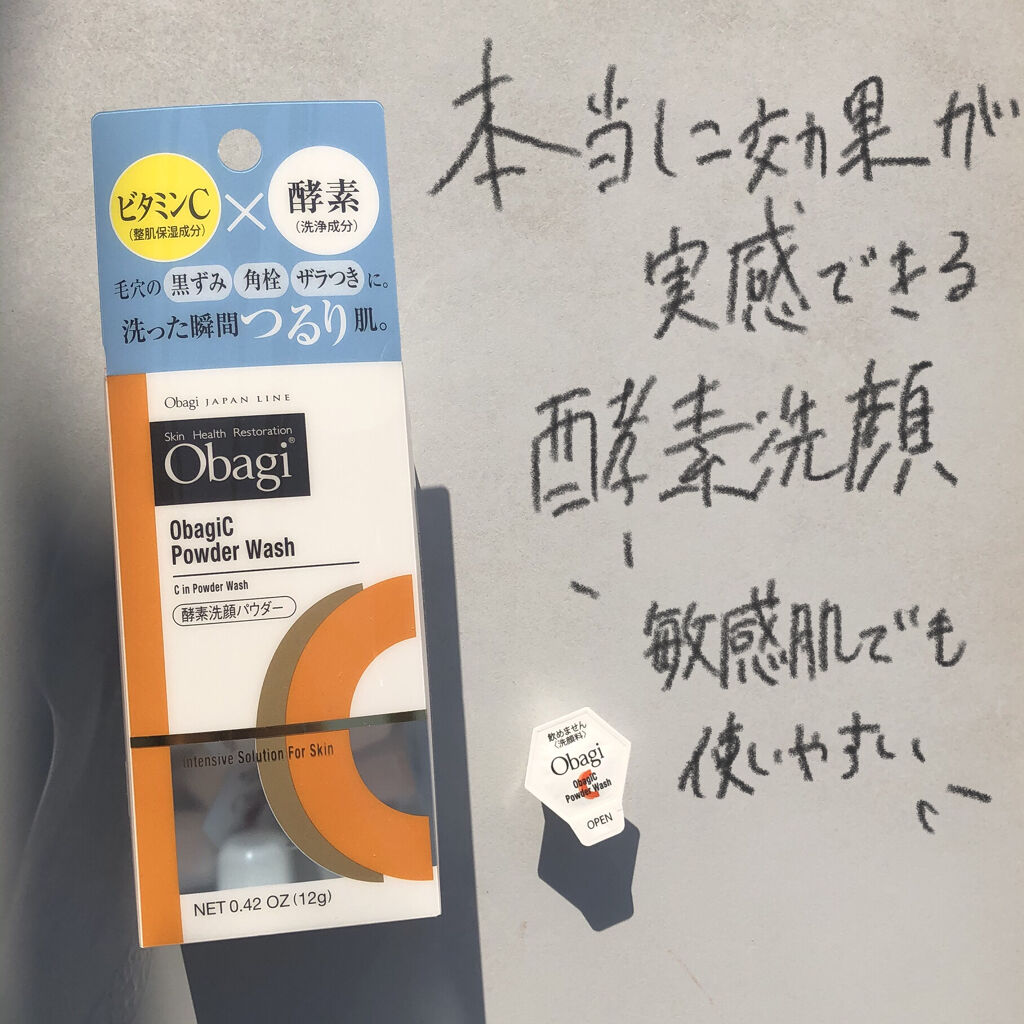 ビタミンC
(整肌保湿成分)
×
酵素
(洗浄成分)
毛穴の 黒ずみ 角栓 ザラつき に。
洗った瞬間つるり肌。
Obagi JAPAN LINE
Skin Health Restoration
Obagi®
ObagiC
Powder Wash
C in Powder Wash
酵素洗顔パウダー
Intensive Solution For Skin
NET 0.42 OZ (12g)
本当に効果が
実感できる
酵素洗顔
敏感肌でも
使いやすい
飲めません
(洗顔料)
Obagi
ObagiC
Powder Wash
OPEN